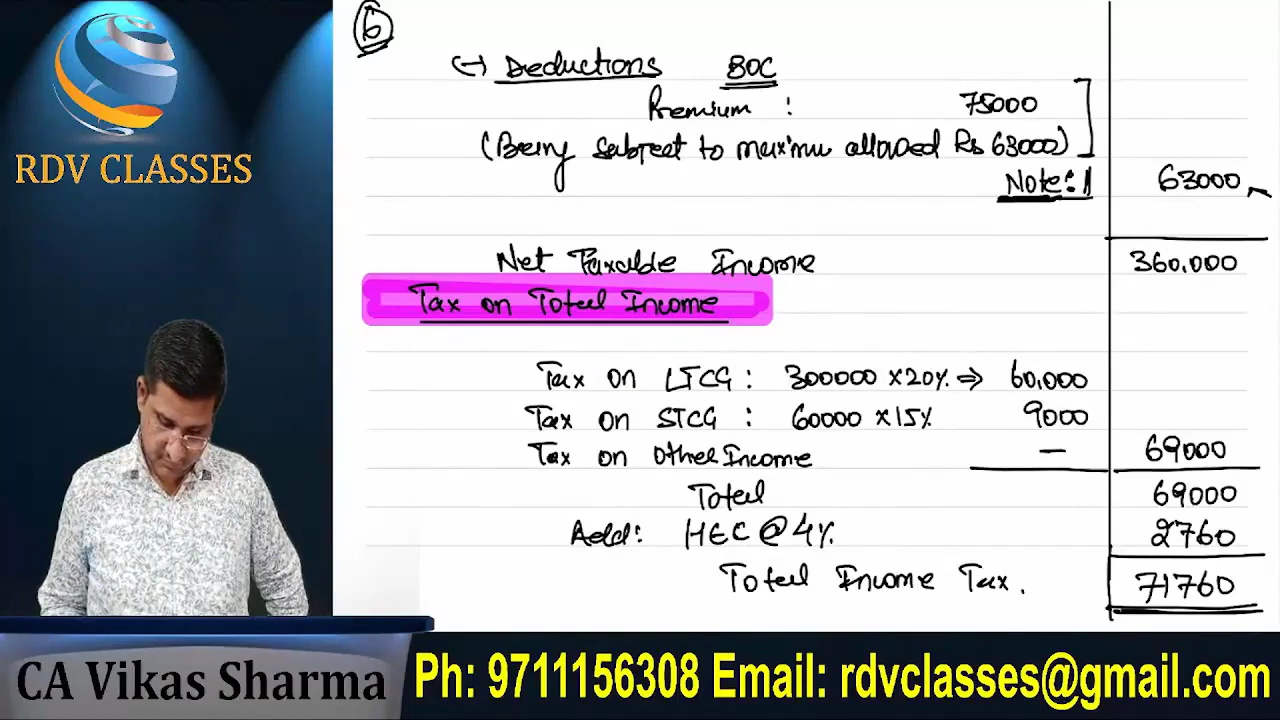 6
(-) Deductions 80C
Premium : 75000
(Being subject to maximu allowed Rs 63000)
Note: 1 63000
RDV CLASSES
Net Taxable Income 360,000
Tax on Total Income
Tax on LTCG : 300000 x 20% ⇒ 60,000
Tax on STCG : 60000 x 15% 9000
Tax on Other Income — 69000
Total 69000
Add: HEC @ 4% 2760
Total Income Tax. 71760
CA Vikas Sharma
Ph: 9711156308 Email: rdvclasses@gmail.com